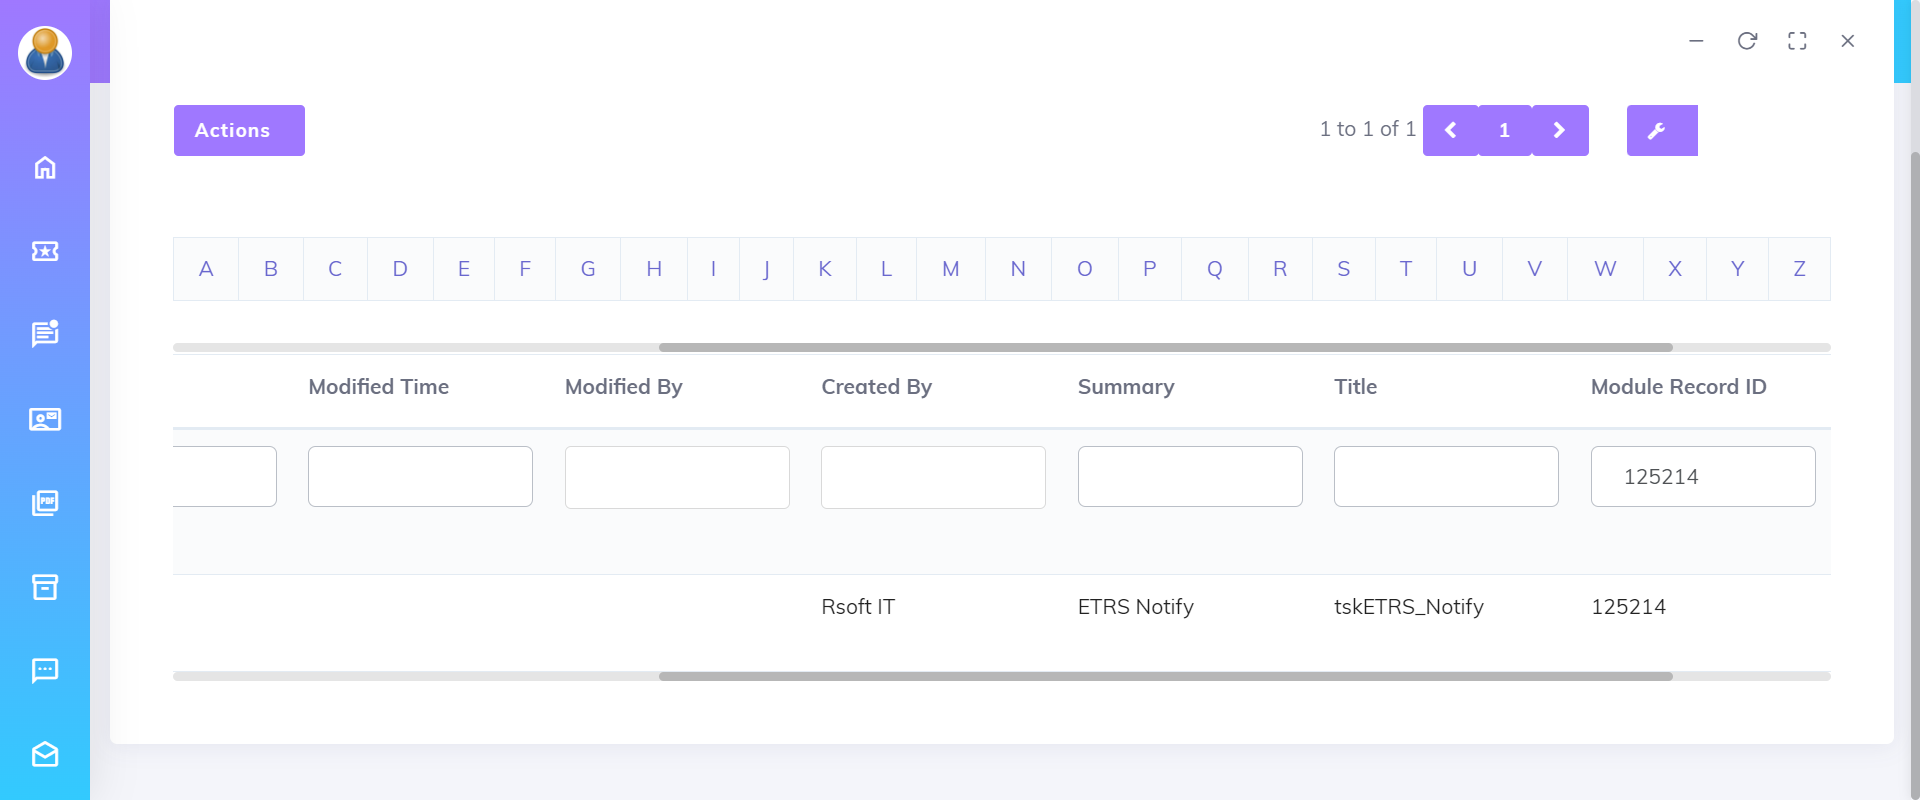 Actions
1 to 1 of 1 1
A B C D E F G H I J K L M N O P Q R S T U V W X Y Z
Modified Time Modified By Created By Summary Title Module Record ID
125214
PDF
Rsoft IT ETRS Notify tskETRS_Notify 125214